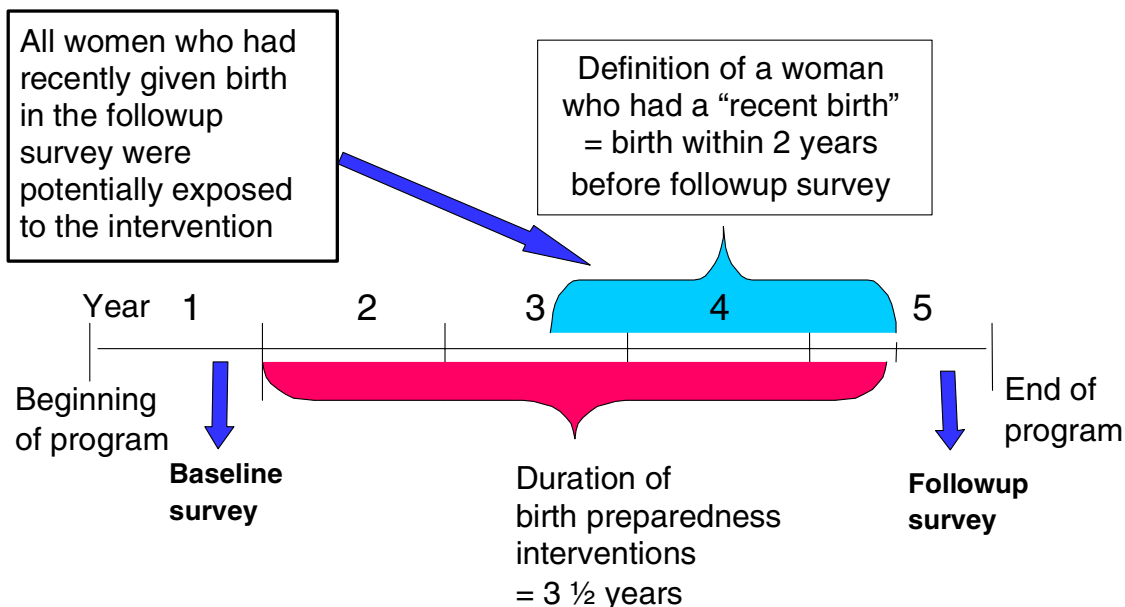 All women who had
recently given birth
in the followup
survey were
potentially exposed
to the intervention
Definition of a woman
who had a “recent birth”
= birth within 2 years
before followup survey
Year 1 2 3 4 5
Beginning
of program
End of
program
Baseline
survey
Duration of
birth preparedness
interventions
= 3 ½ years
Followup
survey